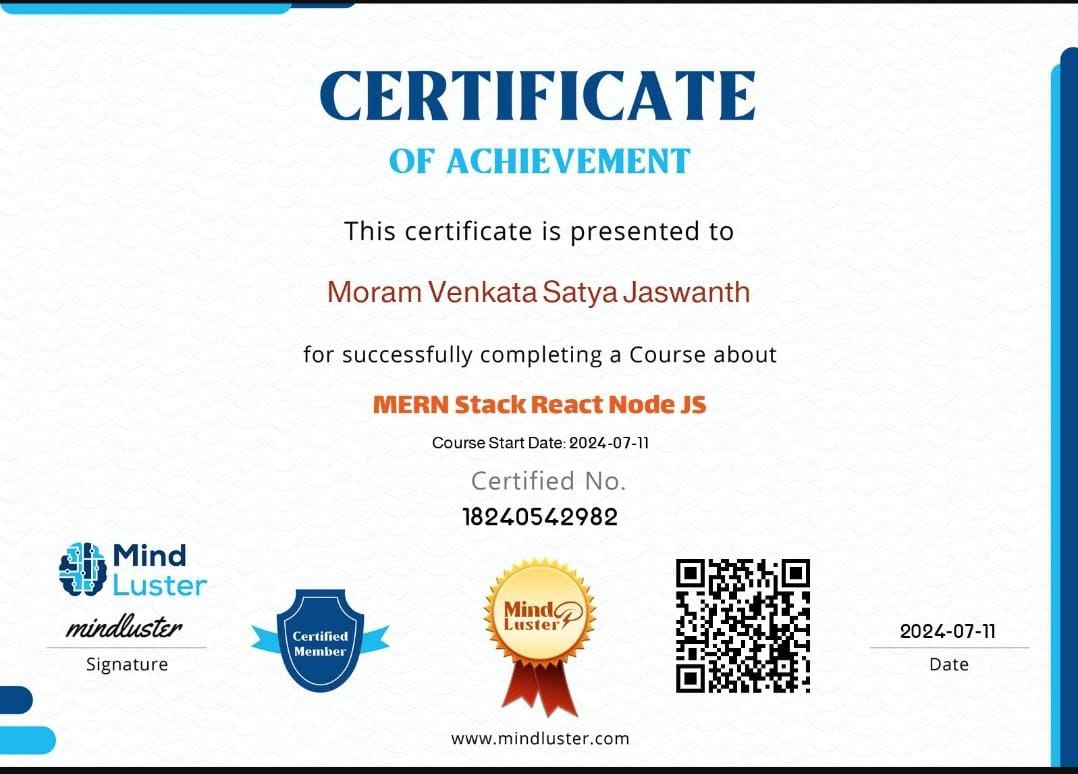 CERTIFICATE
OF ACHIEVEMENT
This certificate is presented to
Moram Venkata Satya Jaswanth
for successfully completing a Course about
MERN Stack React Node JS
Course Start Date: 2024-07-11
Certified No.
18240542982
Mind
Luster
mindluster
Signature
Certified
Member
Mind
Luster
2024-07-11
Date
www.mindluster.com